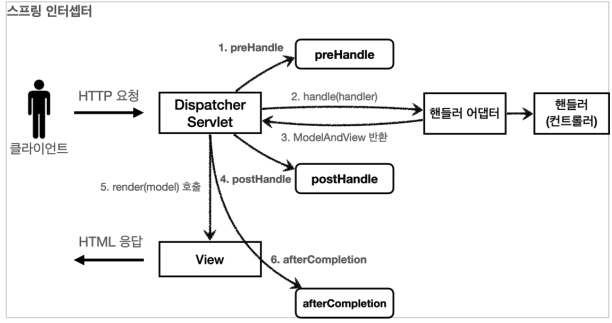 스프링 인터셉터
1. preHandle
preHandle
HTTP 요청
Dispatcher
Servlet
2. handle(handler)
핸들러 어댑터
핸들러
(컨트롤러)
3. ModelAndView 반환
클라이언트
4. postHandle
postHandle
5. render(model) 호출
HTML 응답
View
6. afterCompletion
afterCompletion